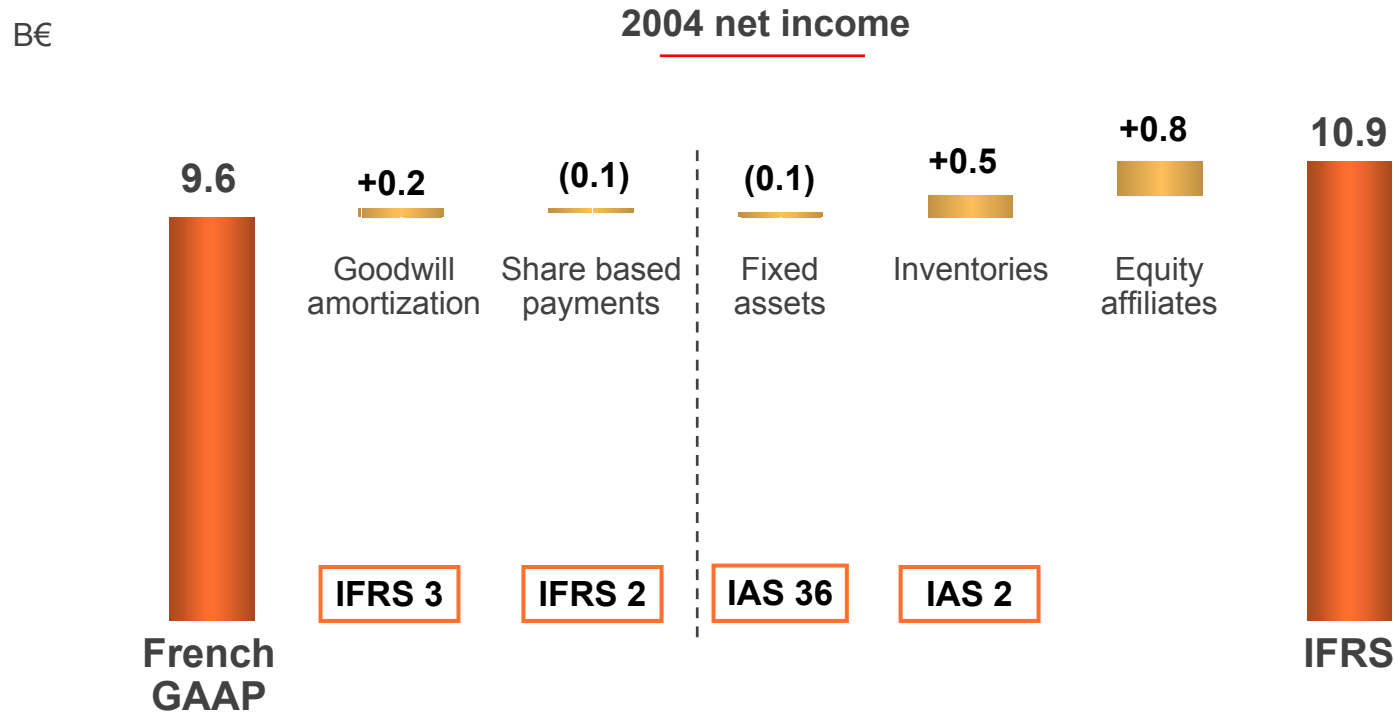 B€
2004 net income
9.6
+0.2
(0.1)
(0.1)
+0.5
+0.8
10.9
Goodwill
amortization
Share based
payments
Fixed
assets
Inventories
Equity
affiliates
IFRS 3
IFRS 2
IAS 36
IAS 2
French
GAAP
IFRS